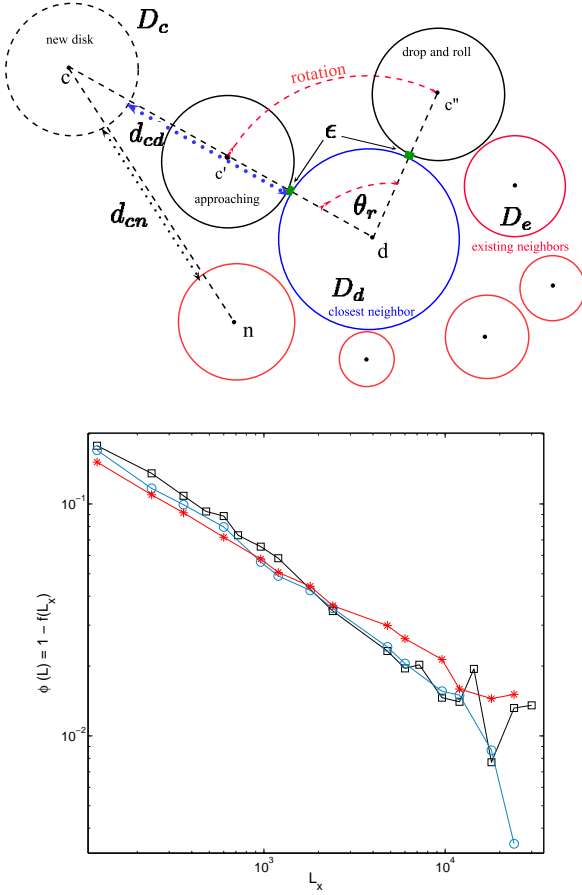 D_c
new disk
drop and roll
c
rotation
c"
d_cd
ϵ
c'
approaching
θ_r
d_cn
D_e
d
existing neighbors
D_d
n
closest neighbor
10^-1
ϕ (L) = 1 − f(L_x)
10^-2
10^3
10^4
L_x